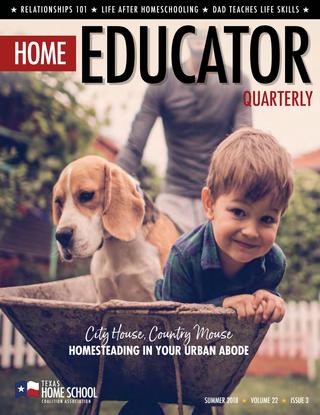 ★ RELATIONSHIPS 101 ★ LIFE AFTER HOMESCHOOLING ★ DAD TEACHES LIFE SKILLS ★
HOME EDUCATOR
QUARTERLY
City House, Country Mouse
HOMESTEADING IN YOUR URBAN ABODE
TEXAS
HOME SCHOOL
COALITION ASSOCIATION
SUMMER 2018 ★ VOLUME 22 ★ ISSUE 3